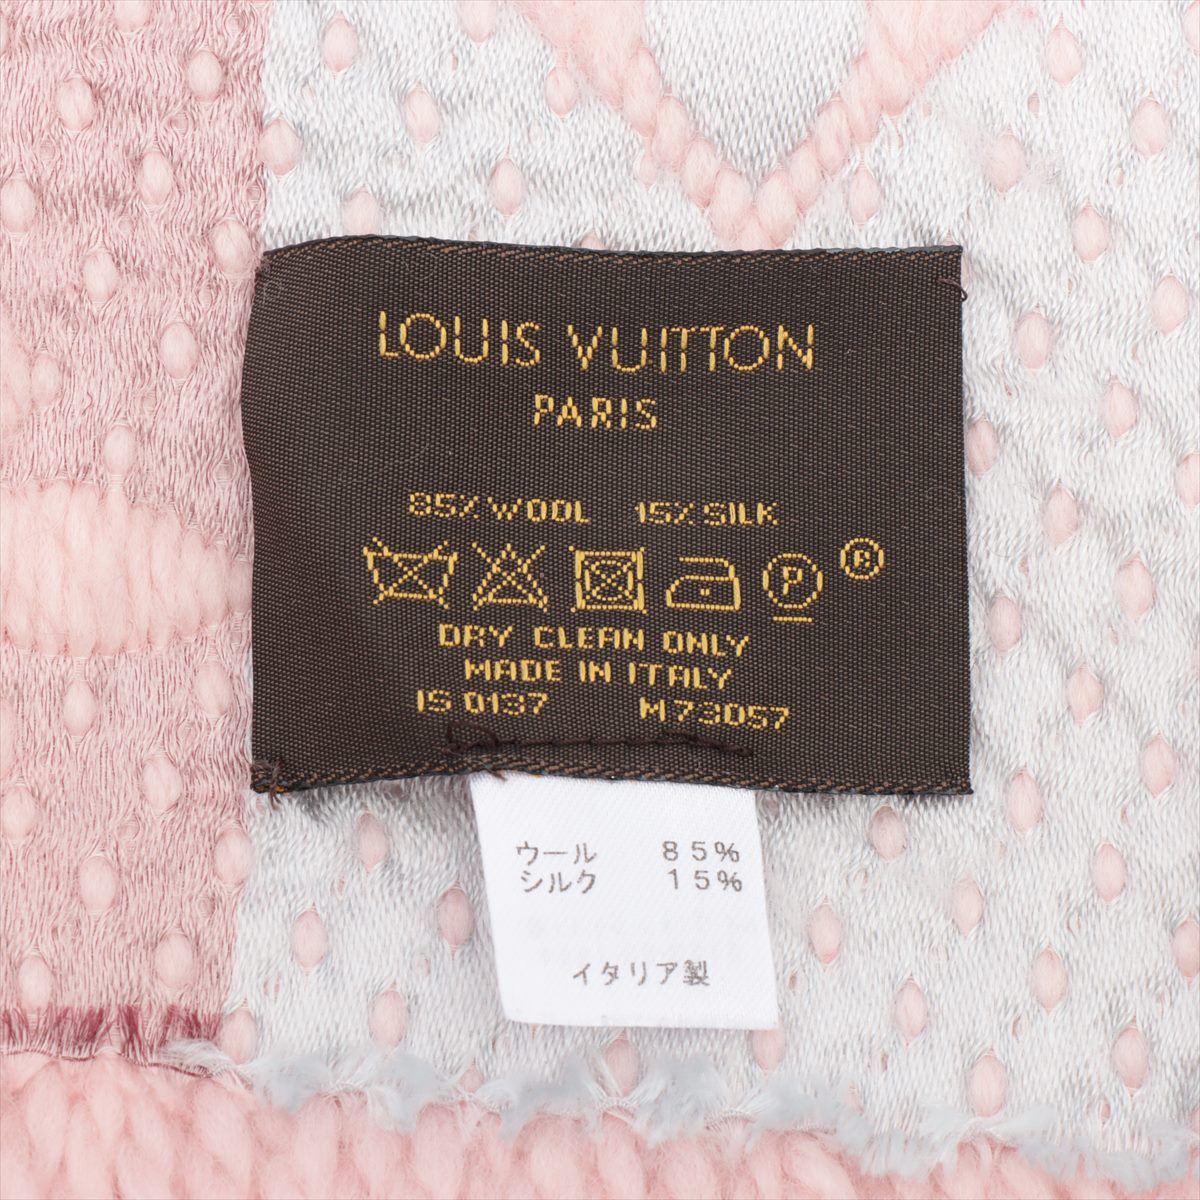 LOUIS VUITTON
PARIS
85% WOOL 15% SILK
P ®
DRY CLEAN ONLY
MADE IN ITALY
IS 0137 M73057
ウール 85%
シルク 15%
イタリア製